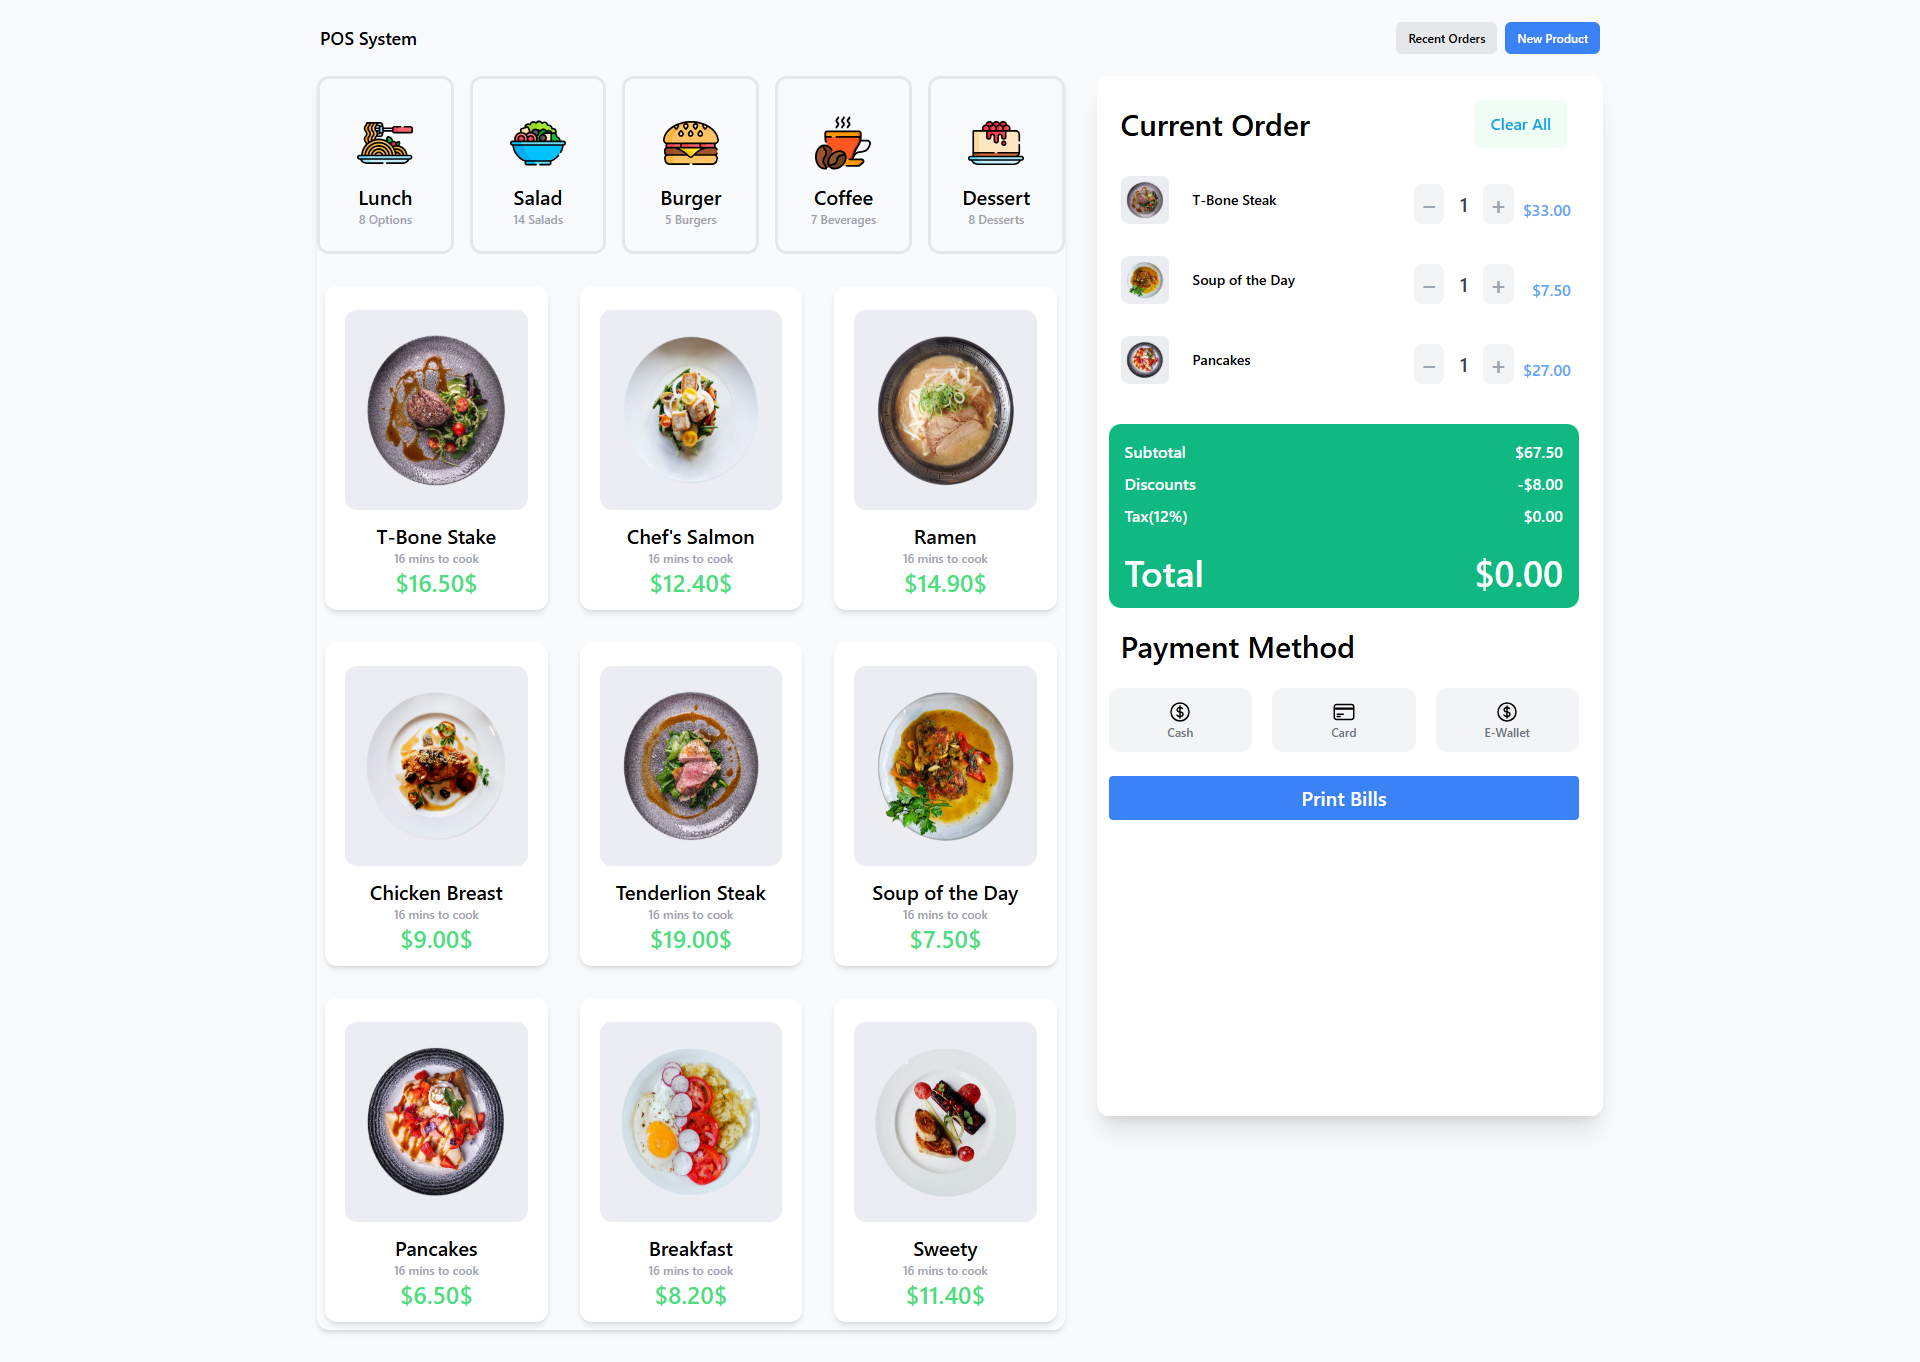 POS System
Recent Orders
New Product
Lunch
8 Options
Salad
14 Salads
Burger
5 Burgers
Coffee
7 Beverages
Dessert
8 Desserts
T-Bone Stake
16 mins to cook
$16.50$
Chef's Salmon
16 mins to cook
$12.40$
Ramen
16 mins to cook
$14.90$
Chicken Breast
16 mins to cook
$9.00$
Tenderlion Steak
16 mins to cook
$19.00$
Soup of the Day
16 mins to cook
$7.50$
Pancakes
16 mins to cook
$6.50$
Breakfast
16 mins to cook
$8.20$
Sweety
16 mins to cook
$11.40$
Current Order
Clear All
T-Bone Steak
− 1 + $33.00
Soup of the Day
− 1 + $7.50
Pancakes
− 1 + $27.00
Subtotal $67.50
Discounts -$8.00
Tax(12%) $0.00
Total $0.00
Payment Method
Cash
Card
E-Wallet
Print Bills